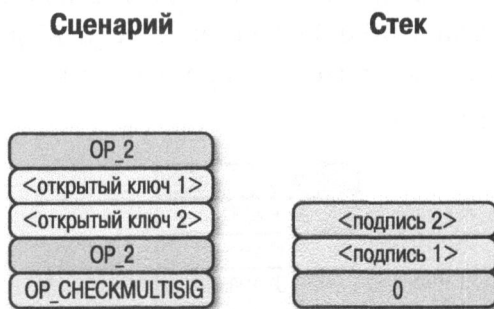 Сценарий Стек
OP_2
<открытый ключ 1>
<открытый ключ 2> <подпись 2>
OP_2 <подпись 1>
OP_CHECKMULTISIG 0